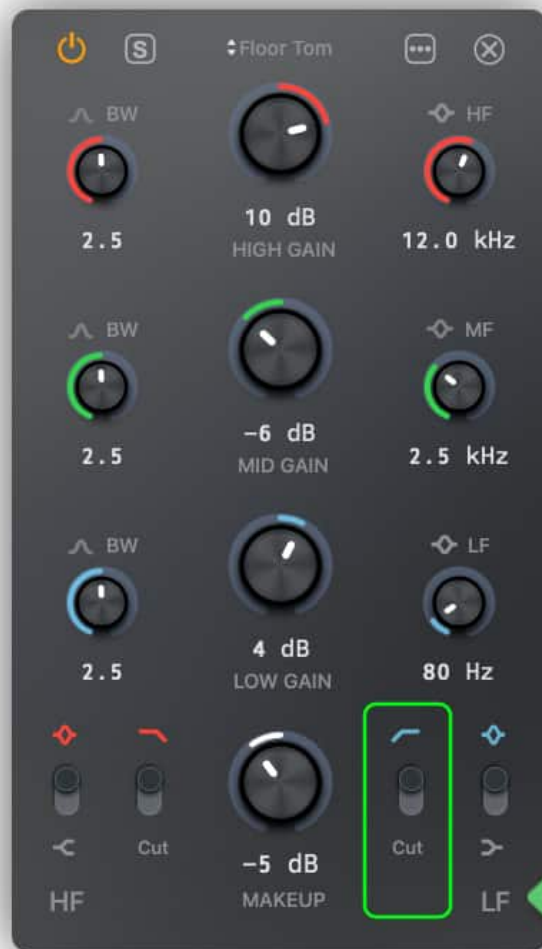 S Floor Tom
BW HF
2.5 10 dB 12.0 kHz
HIGH GAIN
BW MF
2.5 -6 dB 2.5 kHz
MID GAIN
BW LF
2.5 4 dB 80 Hz
LOW GAIN
Cut Cut
-5 dB
HF MAKEUP LF